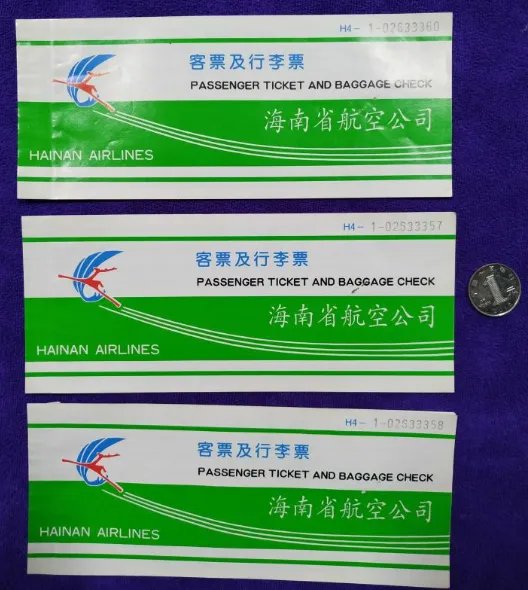 H4- 1-02633360
客票及行李票
PASSENGER TICKET AND BAGGAGE CHECK
海南省航空公司
HAINAN AIRLINES
H4- 1-02633357
客票及行李票
PASSENGER TICKET AND BAGGAGE CHECK
海南省航空公司
HAINAN AIRLINES
H4- 1-02633358
客票及行李票
PASSENGER TICKET AND BAGGAGE CHECK
海南省航空公司
HAINAN AIRLINES
1